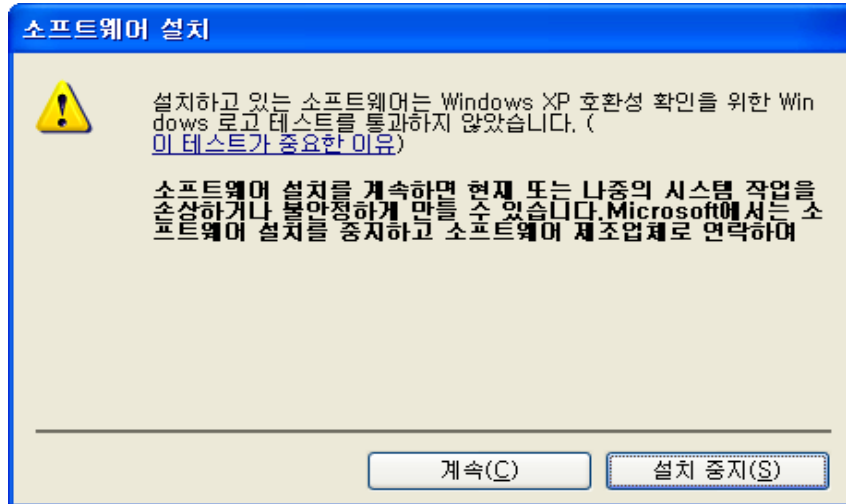 소프트웨어 설치
설치하고 있는 소프트웨어는 Windows XP 호환성 확인을 위한 Win
dows 로고 테스트를 통과하지 않았습니다. (
이 테스트가 중요한 이유)
소프트웨어 설치를 계속하면 현재 또는 나중의 시스템 작업을
손상하거나 불안정하게 만들 수 있습니다.Microsoft에서는 소
프트웨어 설치를 중지하고 소프트웨어 제조업체로 연락하여
계속(C) 설치 중지(S)